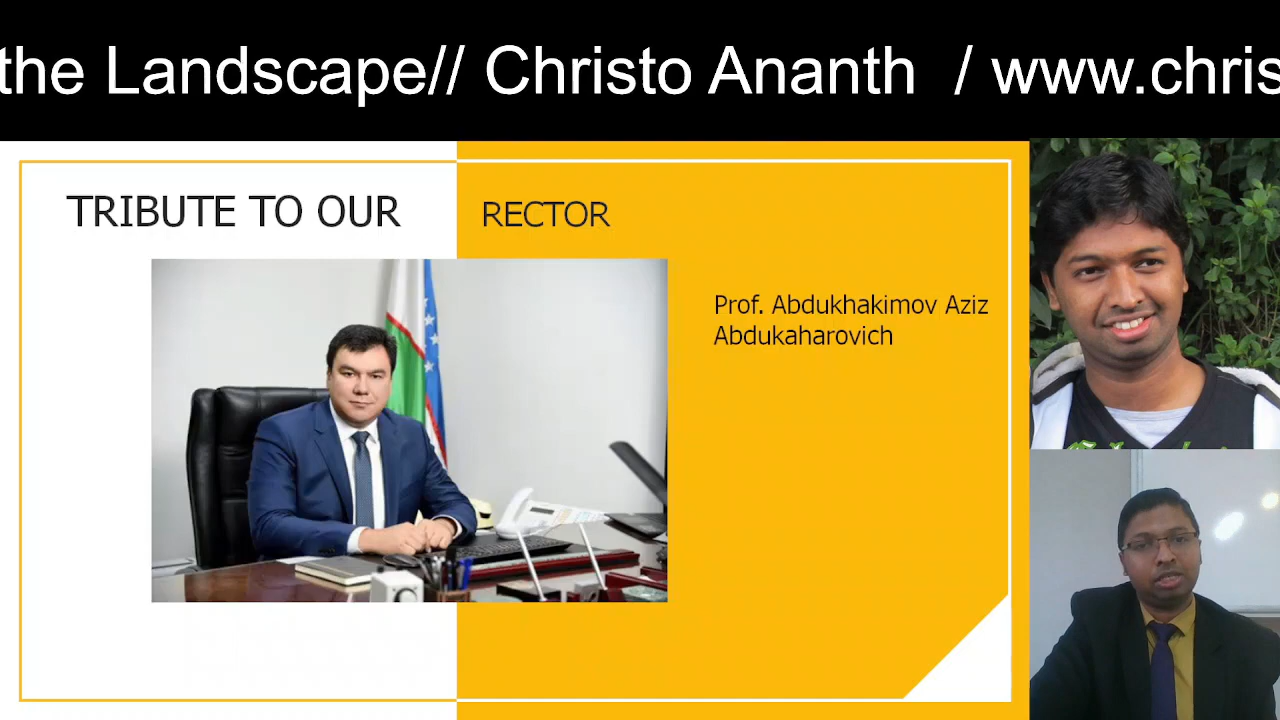 the Landscape// Christo Ananth / www.chris
TRIBUTE TO OUR RECTOR
Prof. Abdukhakimov Aziz
Abdukaharovich